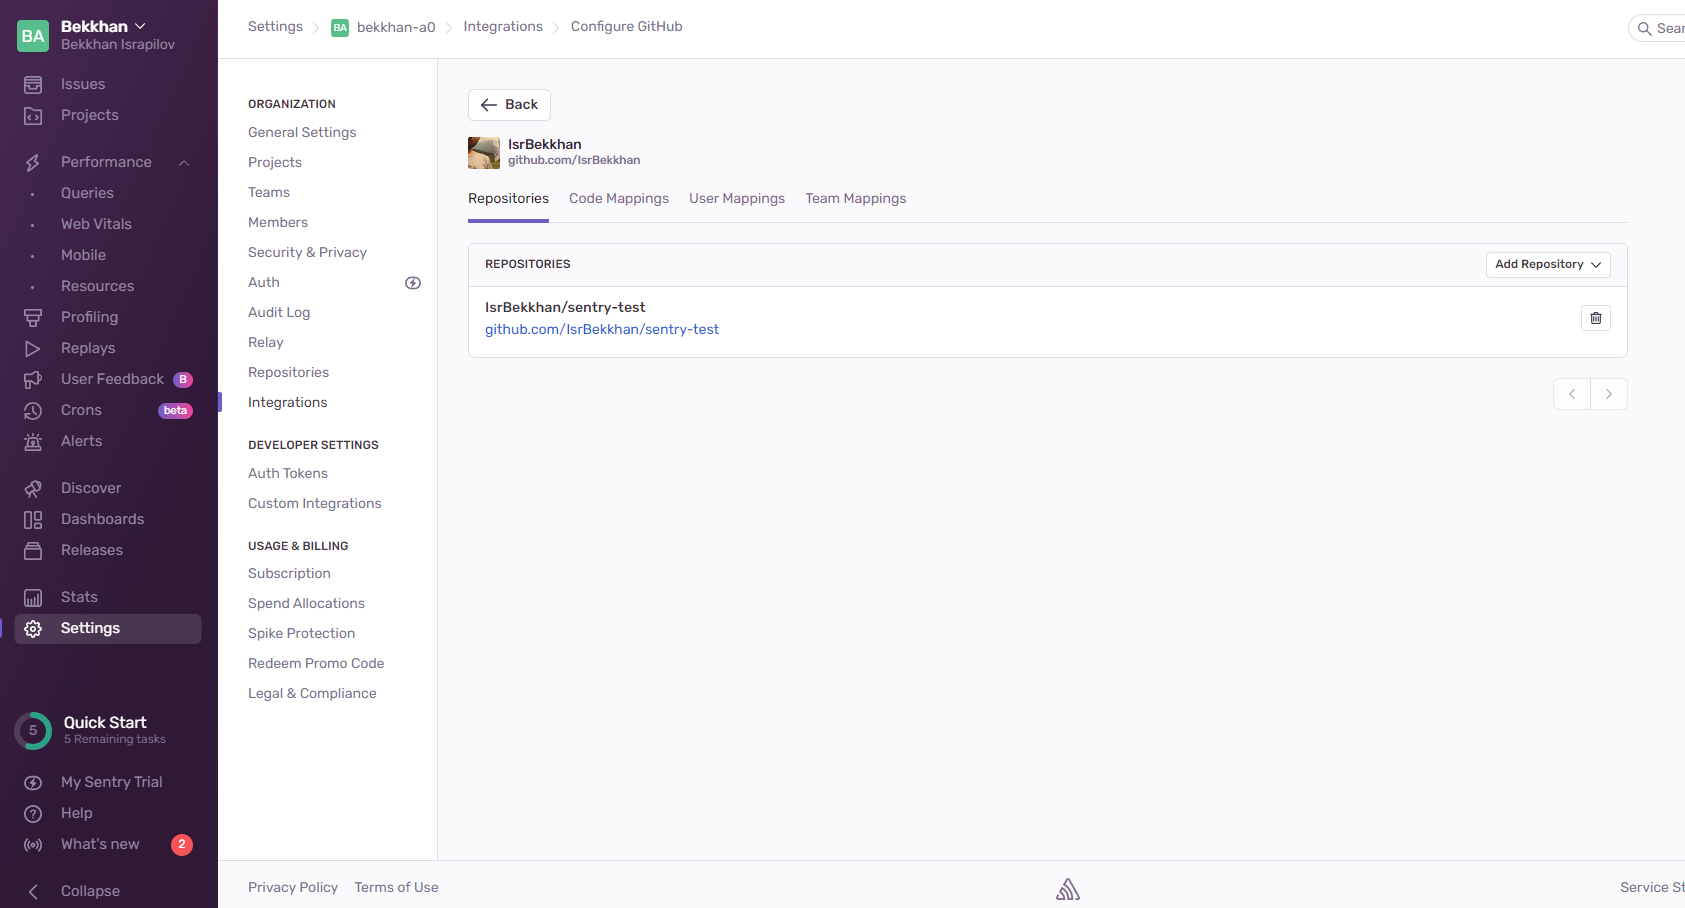 BA
Bekkhan
Bekkhan Israpilov
Issues
Projects
Performance
Queries
Web Vitals
Mobile
Resources
Profiling
Replays
User Feedback B
Crons beta
Alerts
Discover
Dashboards
Releases
Stats
Settings
5
Quick Start
5 Remaining tasks
My Sentry Trial
Help
What's new 2
Collapse
Settings BA bekkhan-a0 Integrations Configure GitHub
Sear
ORGANIZATION
General Settings
Projects
Teams
Members
Security & Privacy
Auth
Audit Log
Relay
Repositories
Integrations
DEVELOPER SETTINGS
Auth Tokens
Custom Integrations
USAGE & BILLING
Subscription
Spend Allocations
Spike Protection
Redeem Promo Code
Legal & Compliance
Back
IsrBekkhan
github.com/IsrBekkhan
Repositories Code Mappings User Mappings Team Mappings
REPOSITORIES Add Repository
IsrBekkhan/sentry-test
github.com/IsrBekkhan/sentry-test
Privacy Policy Terms of Use Service St